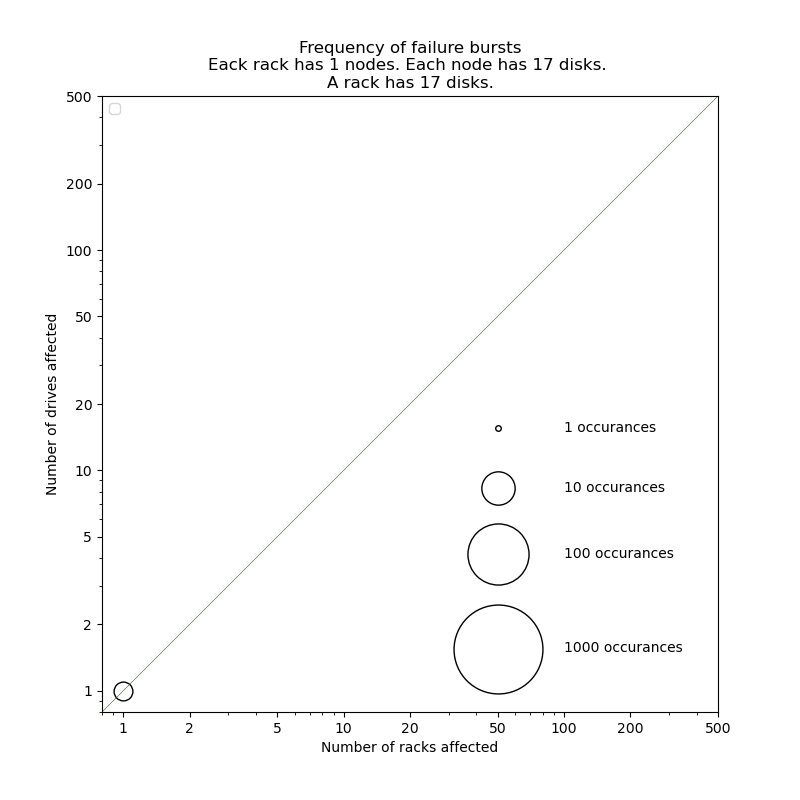 Frequency of failure bursts
Eack rack has 1 nodes. Each node has 17 disks.
A rack has 17 disks.
500
200
100
50
20
10
5
2
1
Number of drives affected
1 occurances
10 occurances
100 occurances
1000 occurances
1 2 5 10 20 50 100 200 500
Number of racks affected